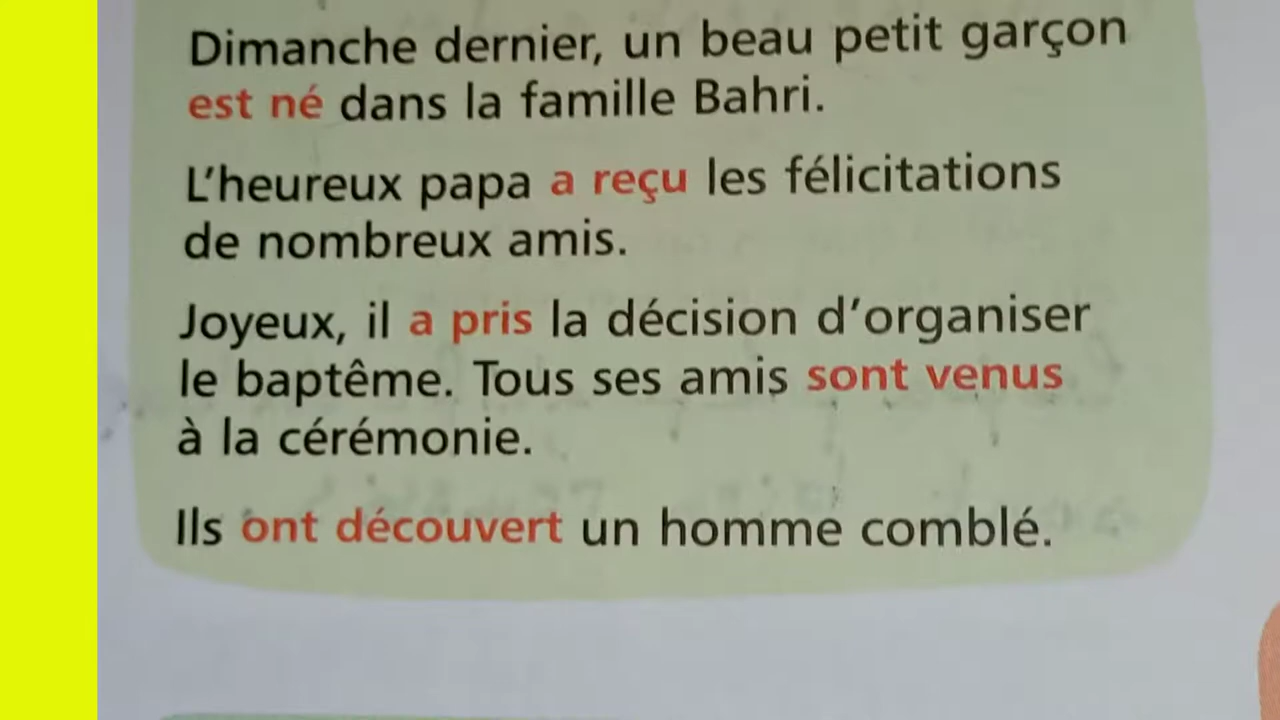 Dimanche dernier, un beau petit garçon
est né dans la famille Bahri.
L'heureux papa a reçu les félicitations
de nombreux amis.
Joyeux, il a pris la décision d'organiser
le baptême. Tous ses amis sont venus
à la cérémonie.
Ils ont découvert un homme comblé.